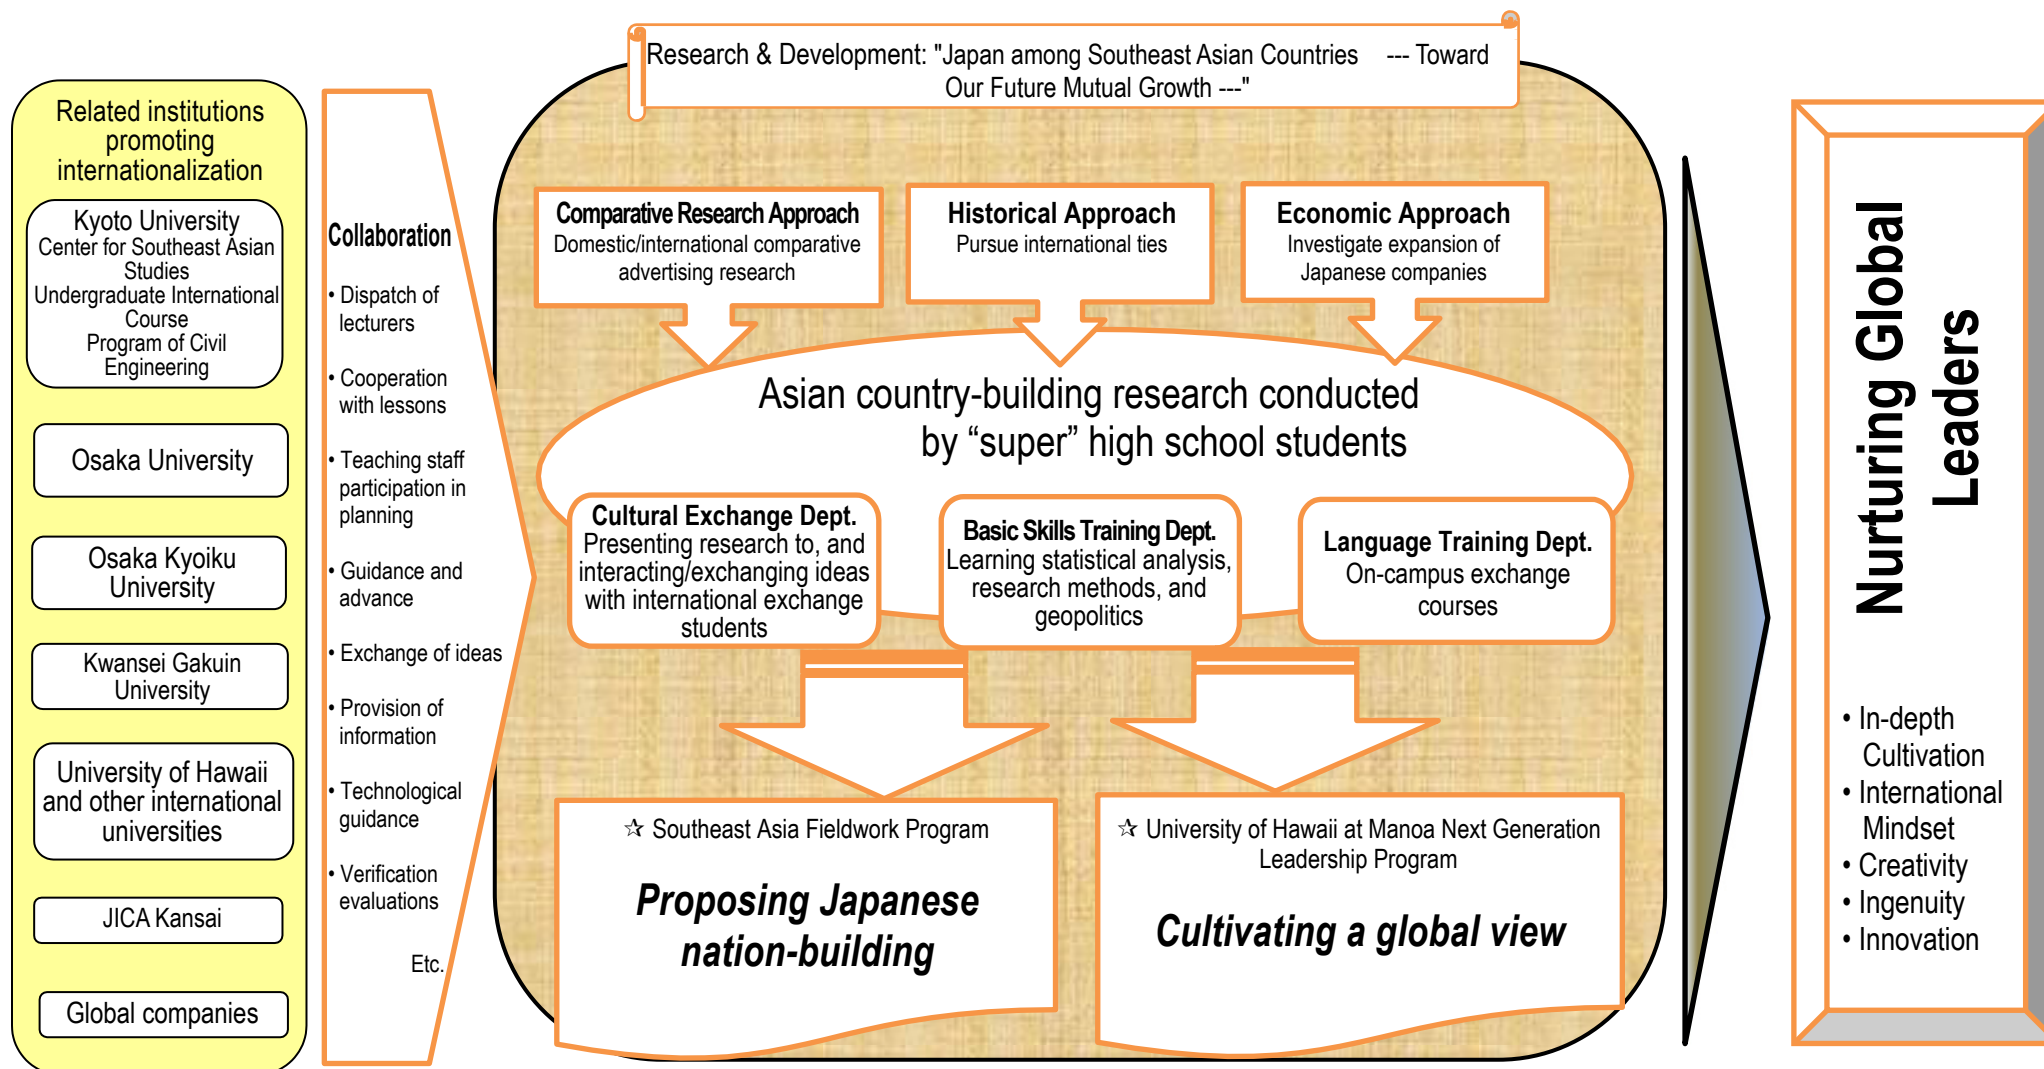 Research & Development: "Japan among Southeast Asian Countries --- Toward
Our Future Mutual Growth ---"
Related institutions
promoting
internationalization
Kyoto University
Center for Southeast Asian
Studies
Undergraduate International
Course
Program of Civil
Engineering
Osaka University
Osaka Kyoiku
University
Kwansei Gakuin
University
University of Hawaii
and other international
universities
JICA Kansai
Global companies
Collaboration
• Dispatch of
lecturers
• Cooperation
with lessons
• Teaching staff
participation in
planning
• Guidance and
advance
• Exchange of ideas
• Provision of
information
• Technological
guidance
• Verification
evaluations
Etc.
Comparative Research Approach
Domestic/international comparative
advertising research
Historical Approach
Pursue international ties
Economic Approach
Investigate expansion of
Japanese companies
Asian country-building research conducted
by “super” high school students
Cultural Exchange Dept.
Presenting research to, and
interacting/exchanging ideas
with international exchange
students
Basic Skills Training Dept.
Learning statistical analysis,
research methods, and
geopolitics
Language Training Dept.
On-campus exchange
courses
☆ Southeast Asia Fieldwork Program
Proposing Japanese
nation-building
☆ University of Hawaii at Manoa Next Generation
Leadership Program
Cultivating a global view
Nurturing Global
Leaders
• In-depth
Cultivation
• International
Mindset
• Creativity
• Ingenuity
• Innovation